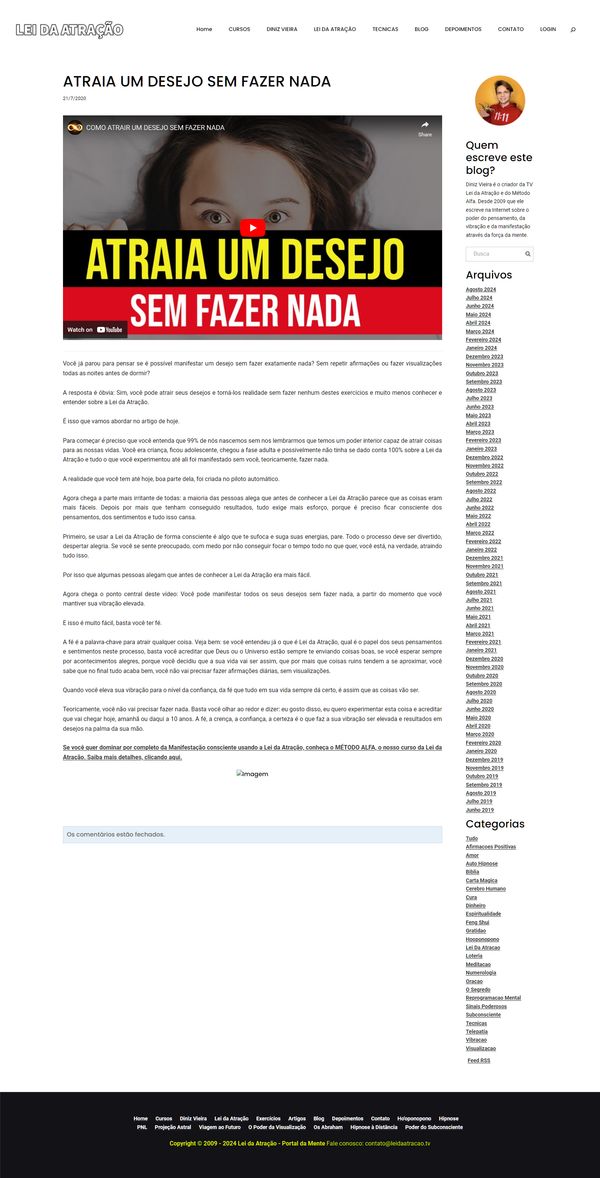 LEI DA ATRAÇÃO
Home CURSOS DINIZ VIEIRA LEI DA ATRAÇÃO TECNICAS BLOG DEPOIMENTOS CONTATO LOGIN
ATRAIA UM DESEJO SEM FAZER NADA
21/7/2020
COMO ATRAIR UM DESEJO SEM FAZER NADA
Share
ATRAIA UM DESEJO
SEM FAZER NADA
Watch on YouTube
Você já parou para pensar se é possível manifestar um desejo sem fazer exatamente nada? Sem repetir afirmações ou fazer visualizações
todas as noites antes de dormir?
A resposta é óbvia: Sim, você pode atrair seus desejos e torná-los realidade sem fazer nenhum destes exercícios e muito menos conhecer e
entender sobre a Lei da Atração.
É isso que vamos abordar no artigo de hoje.
Para começar é preciso que você entenda que 99% de nós nascemos sem nos lembrarmos que temos um poder interior capaz de atrair coisas
para as nossas vidas. Você era criança, ficou adolescente, chegou a fase adulta e possivelmente não tinha se dado conta 100% sobre a Lei da
Atração e tudo o que você experimentou até ali foi manifestado sem você, teoricamente, fazer nada.
A realidade que você tem até hoje, boa parte dela, foi criada no piloto automático.
Agora chega a parte mais irritante de todas: a maioria das pessoas alega que antes de conhecer a Lei da Atração parece que as coisas eram
mais fáceis. Depois por mais que tenham conseguido resultados, tudo exige mais esforço, porque é preciso ficar consciente dos
pensamentos, dos sentimentos e tudo isso cansa.
Primeiro, se usar a Lei da Atração de forma consciente é algo que te sufoca e suga suas energias, pare. Todo o processo deve ser divertido,
despertar alegria. Se você se sente preocupado, com medo por não conseguir focar o tempo todo no que quer, você está, na verdade, atraindo
tudo isso.
Por isso que algumas pessoas alegam que antes de conhecer a Lei da Atração era mais fácil.
Agora chega o ponto central deste vídeo: Você pode manifestar todos os seus desejos sem fazer nada, a partir do momento que você
mantiver sua vibração elevada.
E isso é muito fácil, basta você ter fé.
A fé é a palavra-chave para atrair qualquer coisa. Veja bem: se você entendeu já o que é Lei da Atração, qual é o papel dos seus pensamentos
e sentimentos neste processo, basta você acreditar que Deus ou o Universo estão sempre te enviando coisas boas, se você esperar sempre
por acontecimentos alegres, porque você decidiu que a sua vida vai ser assim, que por mais que coisas ruins tendem a se aproximar, você
sabe que no final tudo acaba bem, você não vai precisar fazer afirmações diárias, sem visualizações.
Quando você eleva sua vibração para o nível da confiança, da fé que tudo em sua vida sempre dá certo, é assim que as coisas vão ser.
Teoricamente, você não vai precisar fazer nada. Basta você olhar ao redor e dizer: eu gosto disso, eu quero experimentar esta coisa e acreditar
que vai chegar hoje, amanhã ou daqui a 10 anos. A fé, a crença, a confiança, a certeza é o que faz a sua vibração ser elevada e resultados em
desejos na palma da sua mão.
Se você quer dominar por completo da Manifestação consciente usando a Lei da Atração, conheça o MÉTODO ALFA, o nosso curso da Lei da
Atração. Saiba mais detalhes, clicando aqui.
Imagem
Os comentários estão fechados.
11:11
Quem
escreve este
blog?
Diniz Vieira é o criador da TV
Lei da Atração e do Método
Alfa. Desde 2009 que ele
escreve na internet sobre o
poder do pensamento, da
vibração e da manifestação
através da força da mente.
Busca
Arquivos
Agosto 2024
Julho 2024
Junho 2024
Maio 2024
Abril 2024
Março 2024
Fevereiro 2024
Janeiro 2024
Dezembro 2023
Novembro 2023
Outubro 2023
Setembro 2023
Agosto 2023
Julho 2023
Junho 2023
Maio 2023
Abril 2023
Março 2023
Fevereiro 2023
Janeiro 2023
Dezembro 2022
Novembro 2022
Outubro 2022
Setembro 2022
Agosto 2022
Julho 2022
Junho 2022
Maio 2022
Abril 2022
Março 2022
Fevereiro 2022
Janeiro 2022
Dezembro 2021
Novembro 2021
Outubro 2021
Setembro 2021
Agosto 2021
Julho 2021
Junho 2021
Maio 2021
Abril 2021
Março 2021
Fevereiro 2021
Janeiro 2021
Dezembro 2020
Novembro 2020
Outubro 2020
Setembro 2020
Agosto 2020
Julho 2020
Junho 2020
Maio 2020
Abril 2020
Março 2020
Fevereiro 2020
Janeiro 2020
Dezembro 2019
Novembro 2019
Outubro 2019
Setembro 2019
Agosto 2019
Julho 2019
Junho 2019
Categorias
Tudo
Afirmacoes Positivas
Amor
Auto Hipnose
Biblia
Carta Magica
Cerebro Humano
Cura
Dinheiro
Espiritualidade
Feng Shui
Gratidao
Hooponopono
Lei Da Atracao
Loteria
Meditacao
Numerologia
Oracao
O Segredo
Reprogramacao Mental
Sinais Poderosos
Subconsciente
Tecnicas
Telepatia
Vibracao
Visualizacao
Feed RSS
Home Cursos Diniz Vieira Lei da Atração Exercícios Artigos Blog Depoimentos Contato Ho'oponopono Hipnose
PNL Projeção Astral Viagem ao Futuro O Poder da Visualização Os Abraham Hipnose à Distância Poder do Subconsciente
Copyright © 2009 - 2024 Lei da Atração - Portal da Mente Fale conosco: contato@leidaatracao.tv